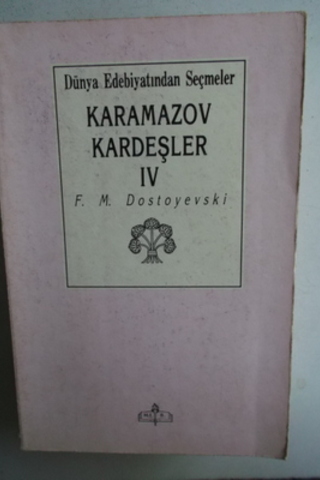 Dünya Edebiyatından Seçmeler
KARAMAZOV
KARDEŞLER
IV
F. M. Dostoyevski